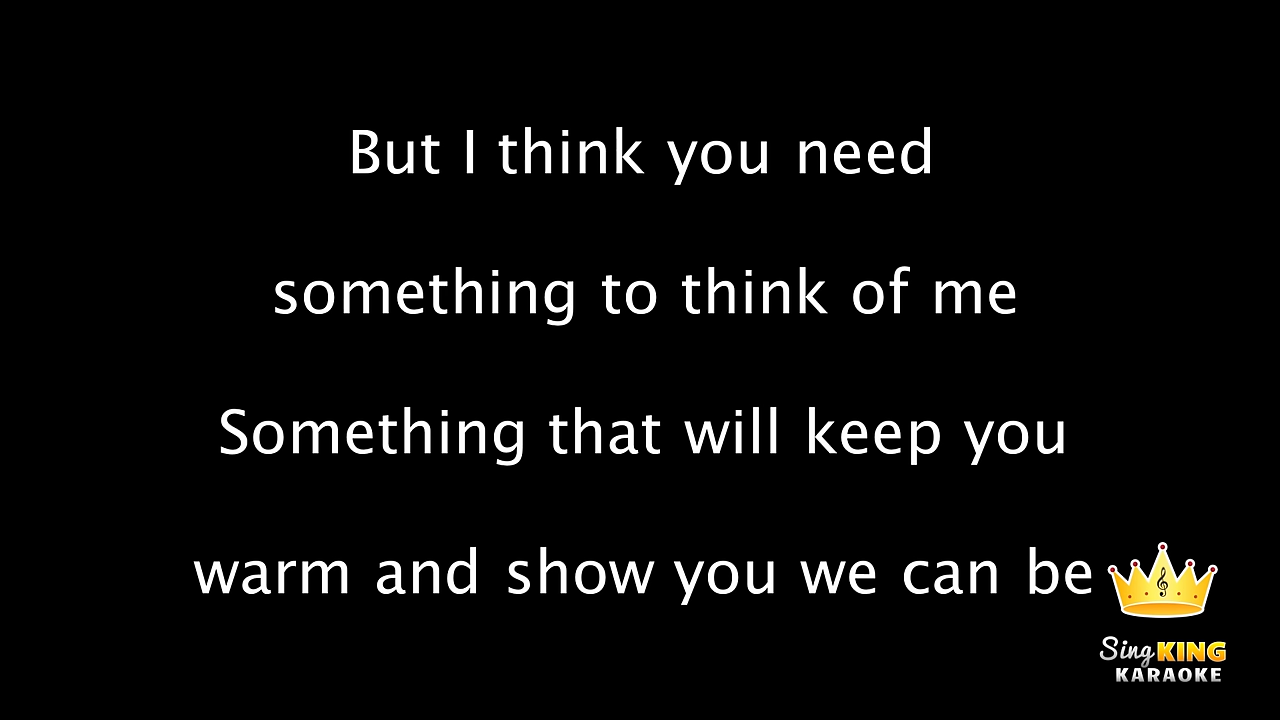 But I think you need
something to think of me
Something that will keep you
warm and show you we can be
Sing KING
KARAOKE